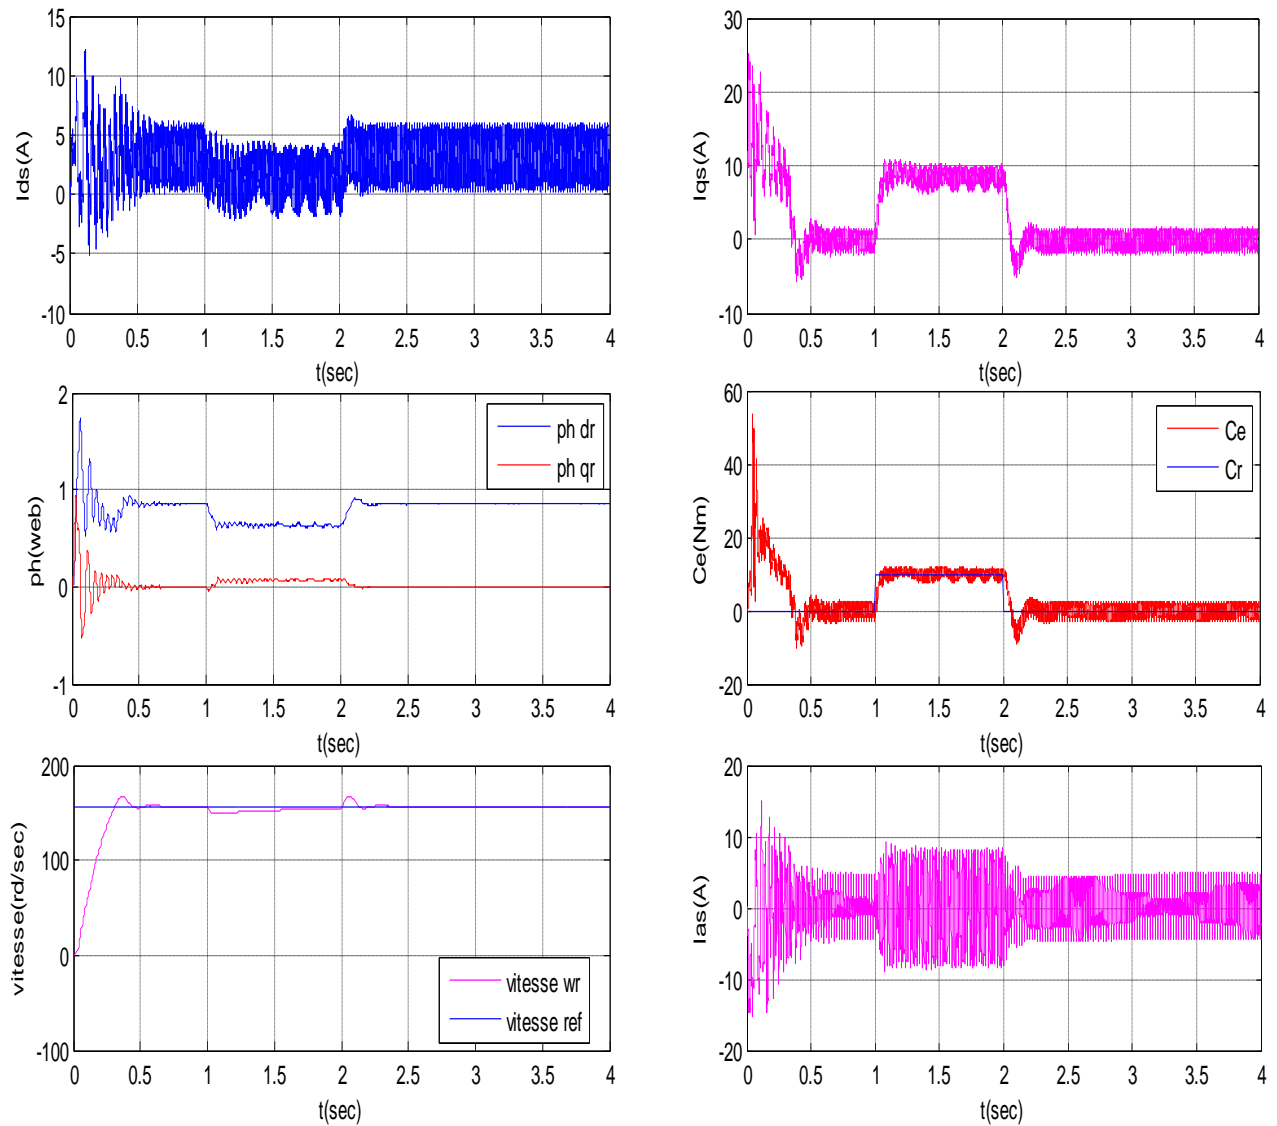 15
10
5
0
-5
-10
Ids(A)
0 0.5 1 1.5 2 2.5 3 3.5 4
t(sec)
30
20
10
0
-10
Iqs(A)
0 0.5 1 1.5 2 2.5 3 3.5 4
t(sec)
2
1
0
-1
ph(web)
ph dr
ph qr
0 0.5 1 1.5 2 2.5 3 3.5 4
t(sec)
60
40
20
0
-20
Ce(Nm)
Ce
Cr
0 0.5 1 1.5 2 2.5 3 3.5 4
t(sec)
200
100
0
-100
vitesse(rd/sec)
vitesse wr
vitesse ref
0 0.5 1 1.5 2 2.5 3 3.5 4
t(sec)
20
10
0
-10
-20
Ias(A)
0 0.5 1 1.5 2 2.5 3 3.5 4
t(sec)